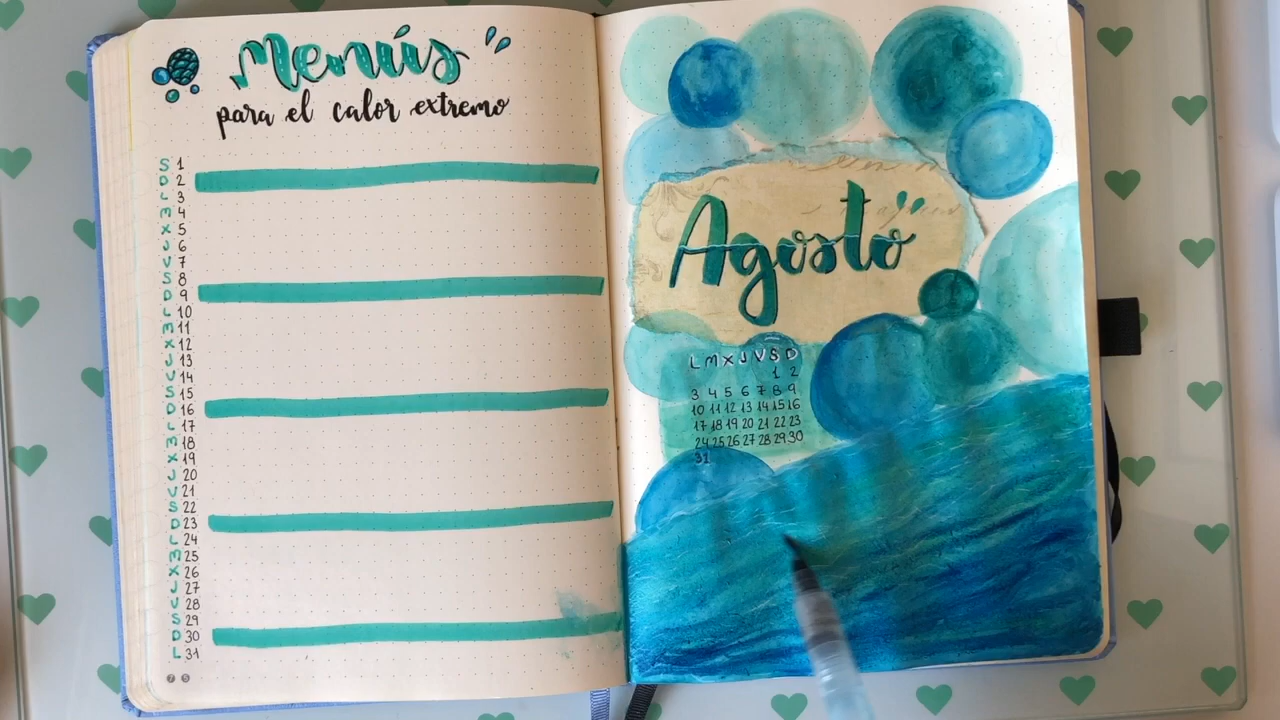 Menús
para el calor extremo
S 1
D 2
L 3
M 4
X 5
J 6
V 7
S 8
D 9
L 10
M 11
X 12
J 13
V 14
S 15
D 16
L 17
M 18
X 19
J 20
V 21
S 22
D 23
L 24
M 25
X 26
J 27
V 28
S 29
D 30
L 31
Agosto
L M X J V S D
1 2
3 4 5 6 7 8 9
10 11 12 13 14 15 16
17 18 19 20 21 22 23
24 25 26 27 28 29 30
31